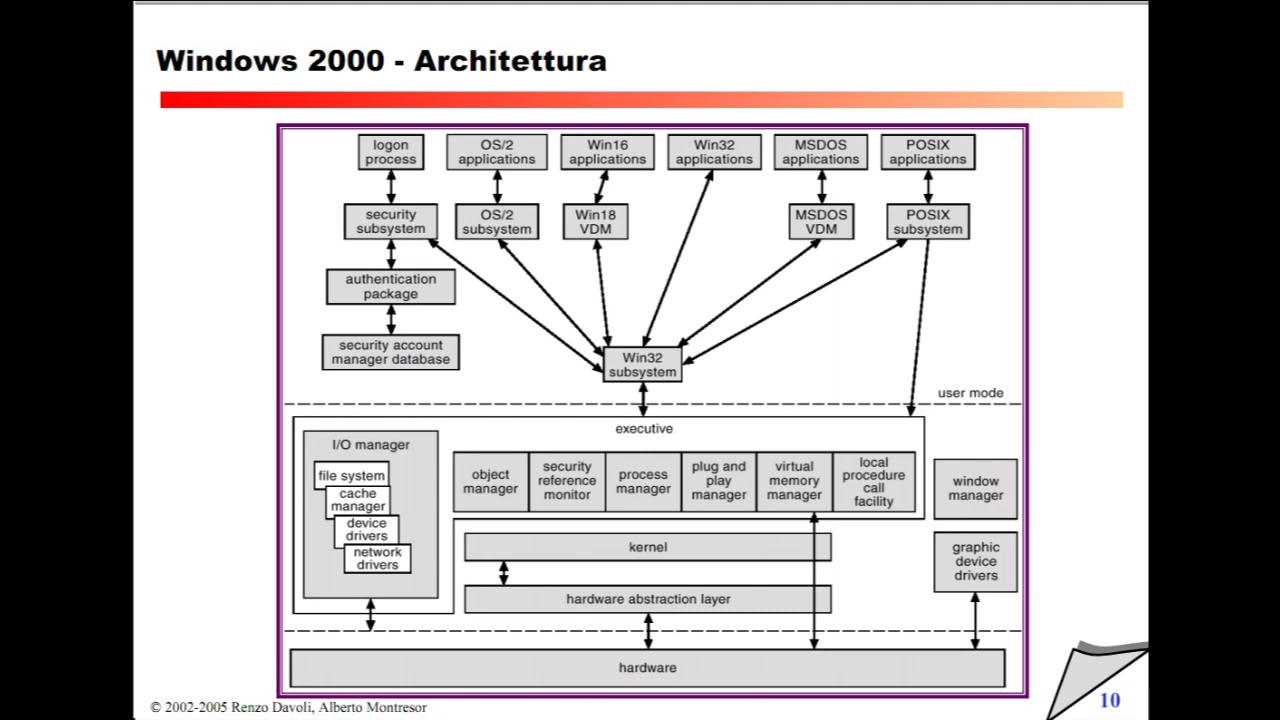 Windows 2000 - Architettura
logon
process
OS/2
applications
Win16
applications
Win32
applications
MSDOS
applications
POSIX
applications
security
subsystem
OS/2
subsystem
Win18
VDM
MSDOS
VDM
POSIX
subsystem
authentication
package
security account
manager database
Win32
subsystem
user mode
executive
I/O manager
file system
cache
manager
device
drivers
network
drivers
object
manager
security
reference
monitor
process
manager
plug and
play
manager
virtual
memory
manager
local
procedure
call
facility
window
manager
kernel
graphic
device
drivers
hardware abstraction layer
hardware
© 2002-2005 Renzo Davoli, Alberto Montresor
10